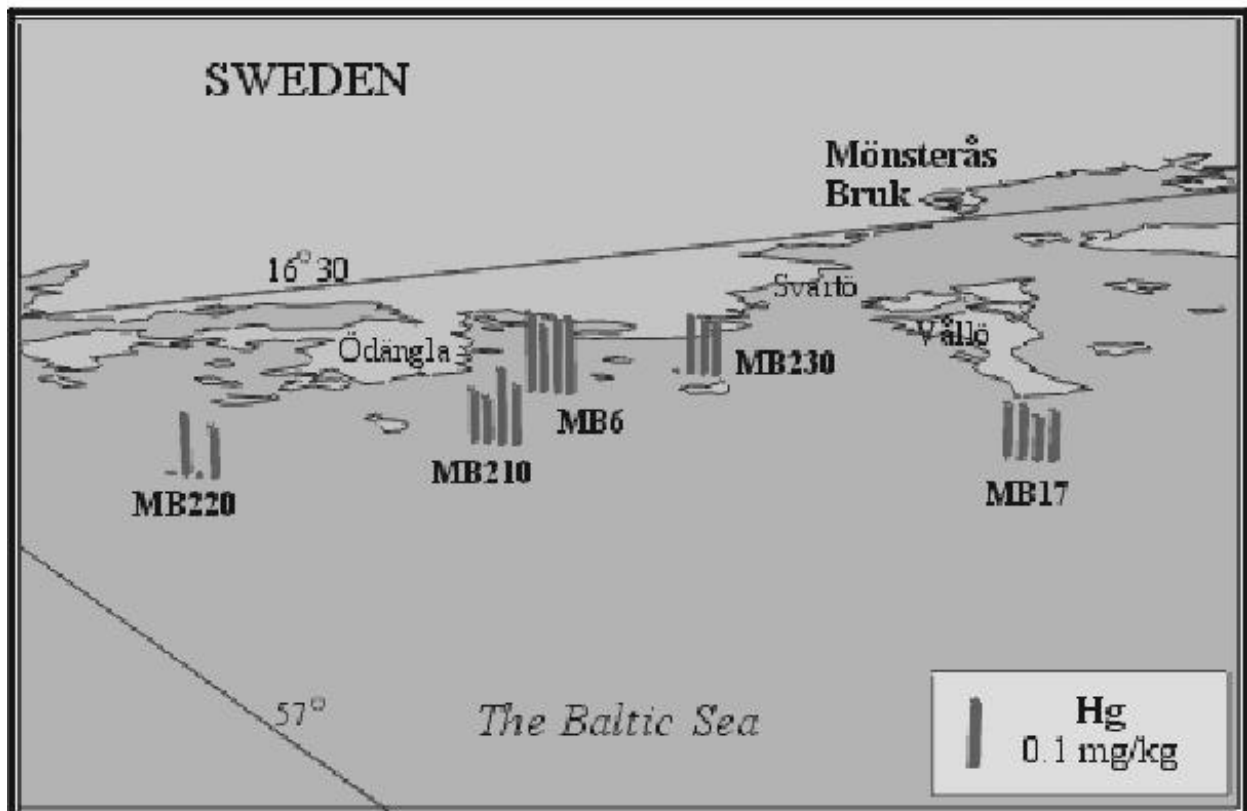 SWEDEN
Mönsterås
Bruk
16° 30
Svartö
Ödängla
Vållö
MB230
MB6
MB210
MB220
MB17
57°
The Baltic Sea
Hg
0.1 mg/kg